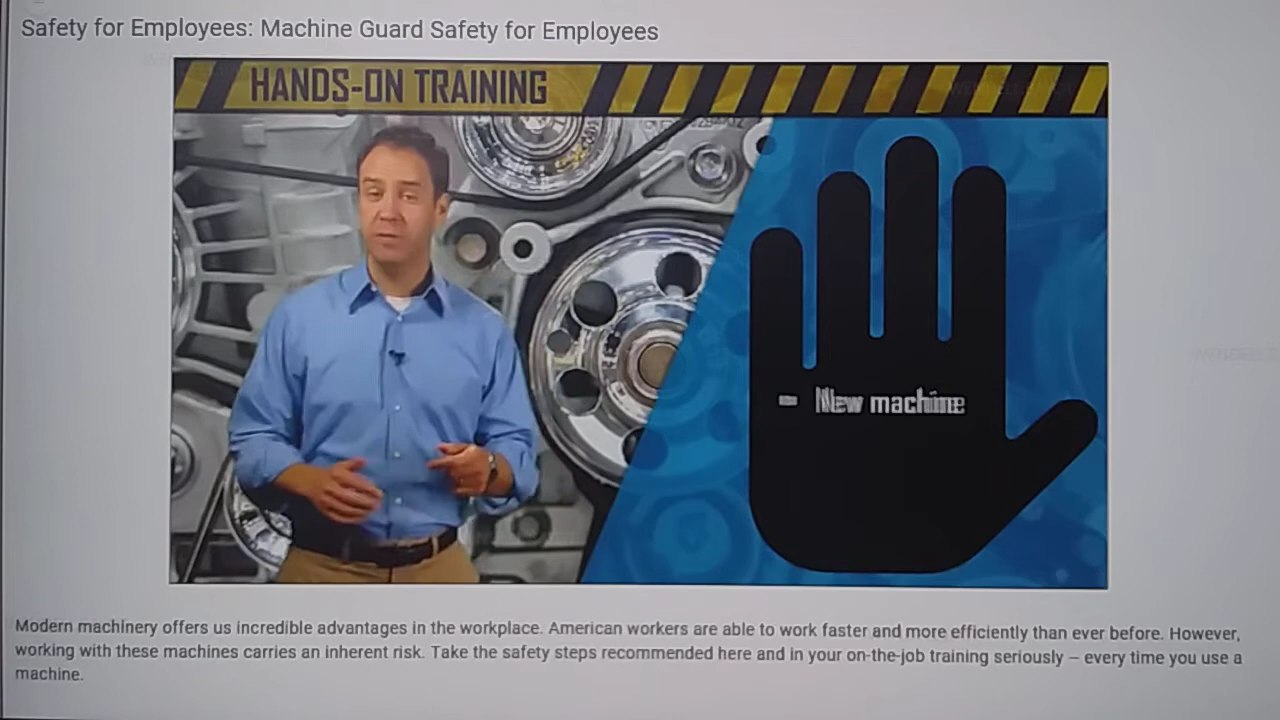 Safety for Employees: Machine Guard Safety for Employees
HANDS-ON TRAINING
- New machine
Modern machinery offers us incredible advantages in the workplace. American workers are able to work faster and more efficiently than ever before. However,
working with these machines carries an inherent risk. Take the safety steps recommended here and in your on-the-job training seriously – every time you use a
machine.